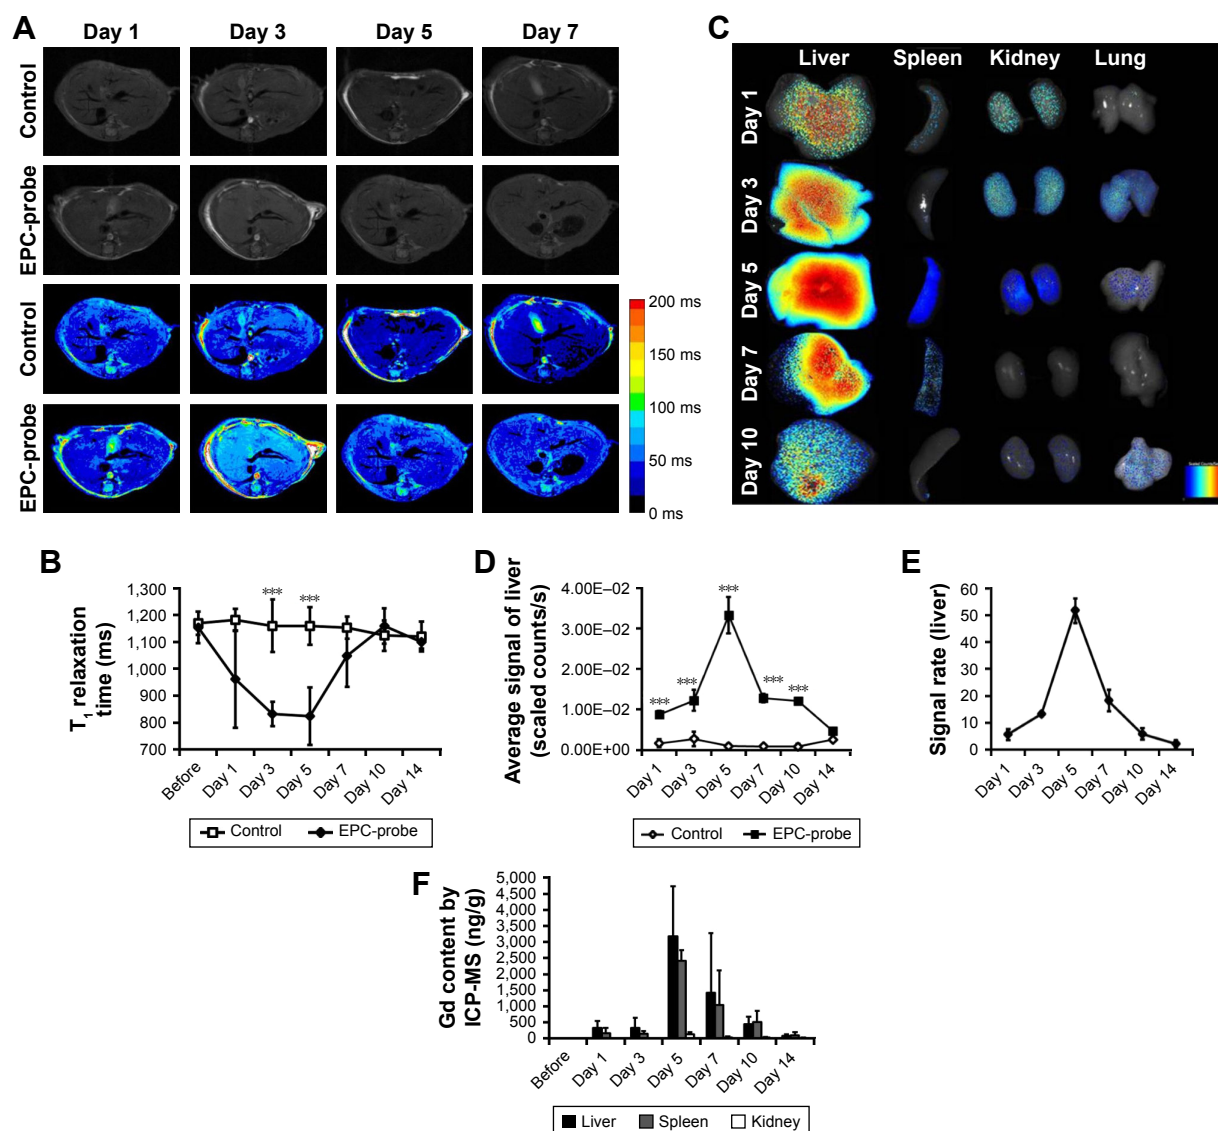 A
Day 1 Day 3 Day 5 Day 7
Control
EPC-probe
Control
EPC-probe
200 ms
150 ms
100 ms
50 ms
0 ms
C
Liver Spleen Kidney Lung
Day 1
Day 3
Day 5
Day 7
Day 10
B
T1 relaxation
time (ms)
1,300
1,200
1,100
1,000
900
800
700
*** ***
Before Day 1 Day 3 Day 5 Day 7 Day 10 Day 14
Control EPC-probe
D
Average signal of liver
(scaled counts/s)
4.00E–02
3.00E–02
2.00E–02
1.00E–02
0.00E+00
*** *** *** *** ***
Day 1 Day 3 Day 5 Day 7 Day 10 Day 14
Control EPC-probe
E
Signal rate (liver)
60
50
40
30
20
10
0
Day 1 Day 3 Day 5 Day 7 Day 10 Day 14
F
Gd content by
ICP-MS (ng/g)
5,000
4,500
4,000
3,500
3,000
2,500
2,000
1,500
1,000
500
0
Before Day 1 Day 3 Day 5 Day 7 Day 10 Day 14
Liver Spleen Kidney